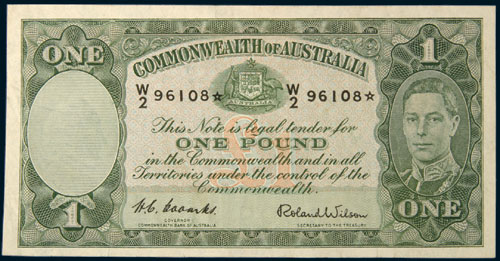 ONE
COMMONWEALTH OF AUSTRALIA
1
W/2 96108☆ W/2 96108☆
AUSTRALIA
This Note is legal tender for
ONE POUND
in the Commonwealth and in all
Territories under the control of the
Commonwealth.
£
H.C. Coombs. Roland Wilson
GOVERNOR
COMMONWEALTH BANK OF AUSTRALIA SECRETARY TO THE TREASURY
1
ONE